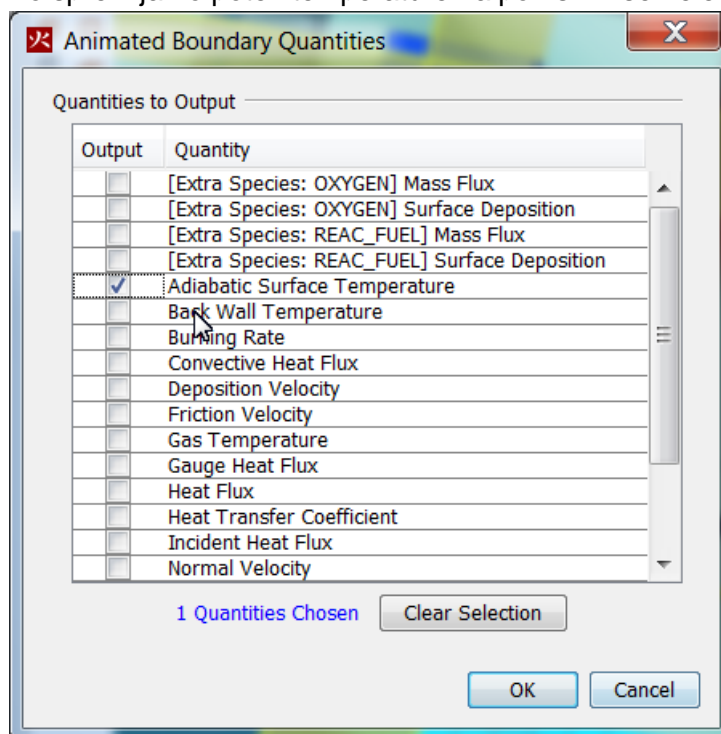 Animated Boundary Quantities
Quantities to Output
Output Quantity
[Extra Species: OXYGEN] Mass Flux
[Extra Species: OXYGEN] Surface Deposition
[Extra Species: REAC_FUEL] Mass Flux
[Extra Species: REAC_FUEL] Surface Deposition
Adiabatic Surface Temperature
Back Wall Temperature
Burning Rate
Convective Heat Flux
Deposition Velocity
Friction Velocity
Gas Temperature
Gauge Heat Flux
Heat Flux
Heat Transfer Coefficient
Incident Heat Flux
Normal Velocity
1 Quantities Chosen Clear Selection
OK Cancel